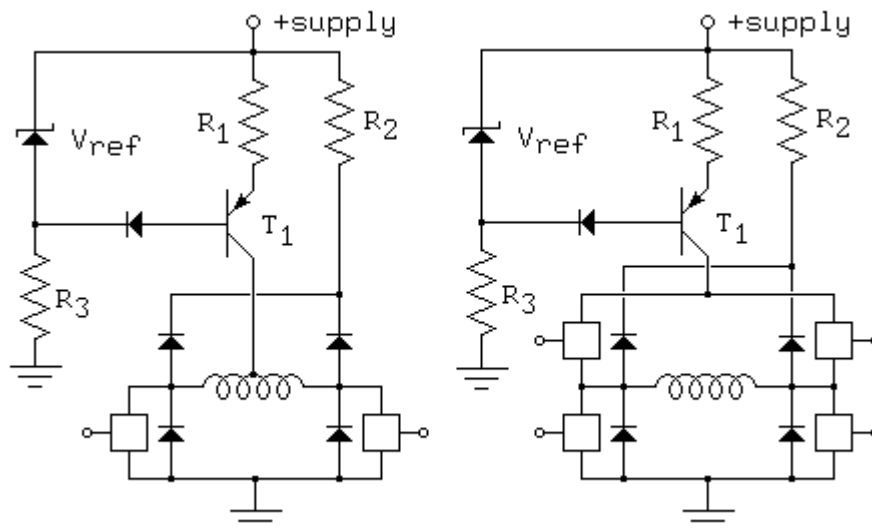 +supply
R1
R2
Vref
T1
R3
+supply
R1
R2
Vref
T1
R3